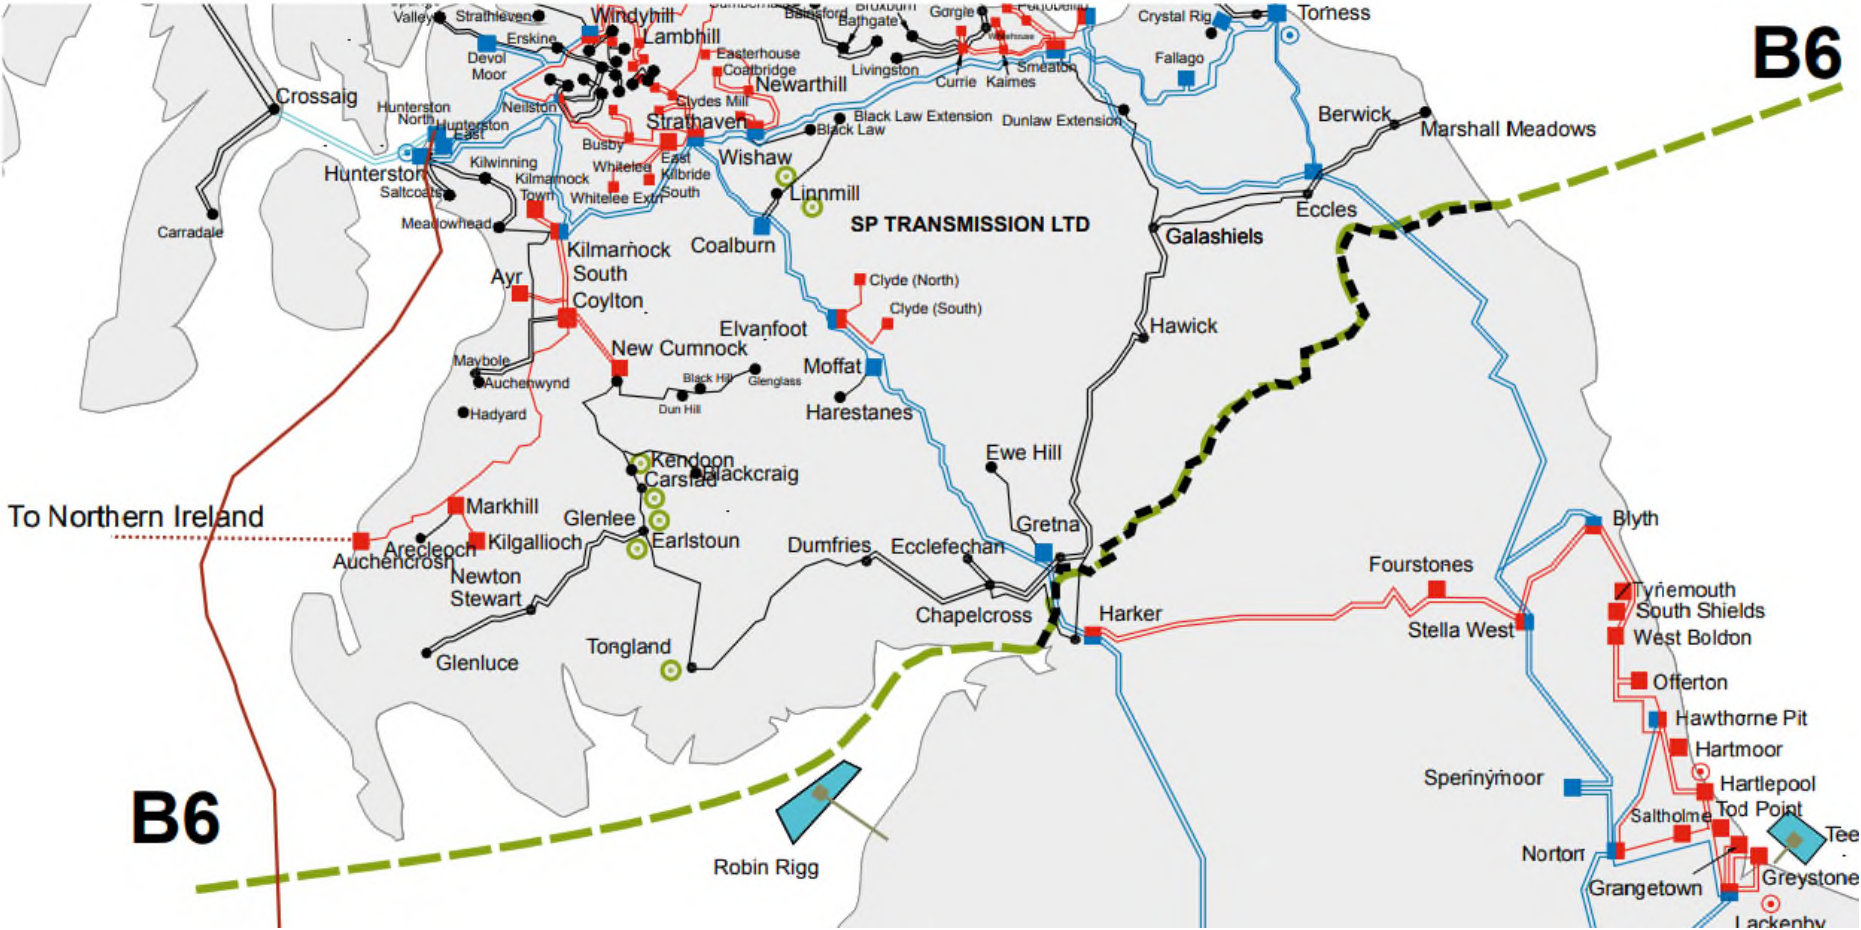 Valley
Strathleven
Windyhill
Bainsford
Broxburn
Bathgate
Gorgie
Portobello
Crystal Rig
Torness
B6
Erskine
Lambhill
Devol
Moor
Easterhouse
Coatbridge
Newarthill
Livingston
Currie
Kaimes
Smeaton
Fallago
Crossaig
Hunterston
North
Hunterston
East
Neilston
Clydes Mill
Strathaven
Black Law Extension
Black Law
Dunlaw Extension
Berwick
Marshall Meadows
Hunterston
Kilwinning
Saltcoats
Kilmarnock
Town
Busby
Whitelee
Whitelee Extn
East
Kilbride
South
Wishaw
Linnmill
Meadowhead
Carradale
SP TRANSMISSION LTD
Eccles
Galashiels
Coalburn
Kilmarnock
South
Ayr
Coylton
Clyde (North)
Clyde (South)
Elvanfoot
Hawick
New Cumnock
Moffat
Maybole
Auchenwynd
Black Hill
Glenglass
Dun Hill
Harestanes
Hadyard
Ewe Hill
Kendoon
Carsfad
Blackcraig
Markhill
To Northern Ireland
Glenlee
Earlstoun
Gretna
Blyth
Arecleoch
Kilgallioch
Auchencrosh
Dumfries
Ecclefechan
Newton
Stewart
Fourstones
Tynemouth
South Shields
West Boldon
Chapelcross
Harker
Stella West
Glenluce
Tongland
Offerton
Hawthorne Pit
Hartmoor
Spennymoor
Hartlepool
Tod Point
Saltholme
B6
Robin Rigg
Norton
Tee
Grangetown
Greystone
Lackenby